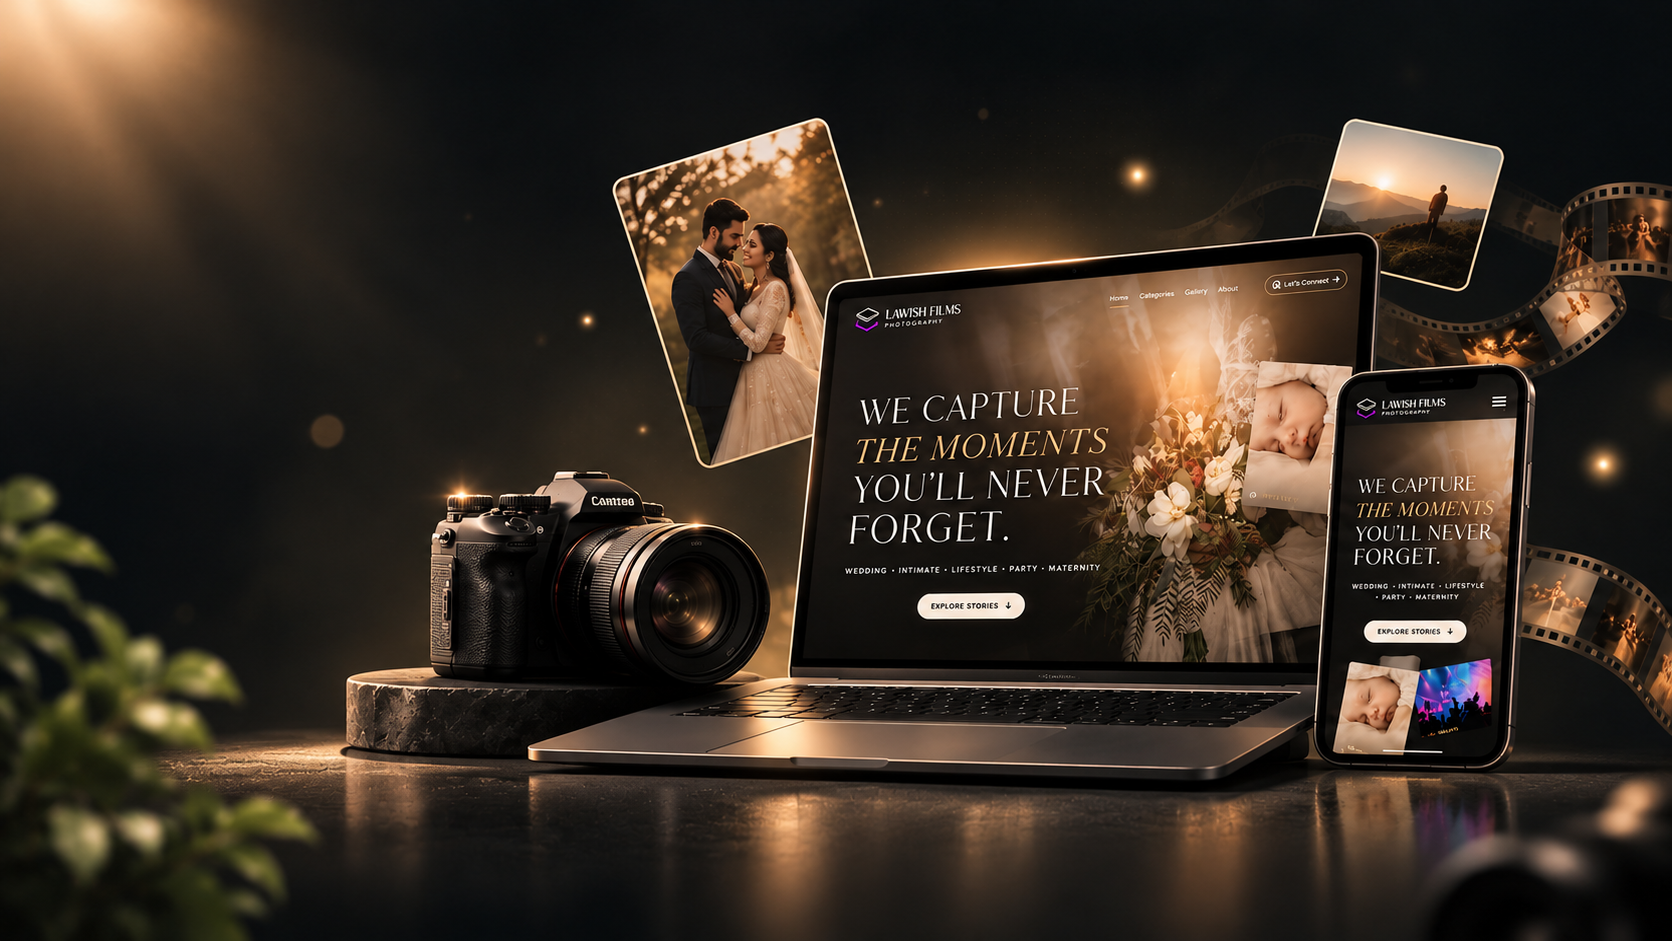 LAWISH FILMS
PHOTOGRAPHY
Home
Categories
Gallery
About
Let's Connect →
WE CAPTURE
THE MOMENTS
YOU'LL NEVER
FORGET.
WEDDING • INTIMATE • LIFESTYLE • PARTY • MATERNITY
EXPLORE STORIES ↓
LAWISH FILMS
PHOTOGRAPHY
WE CAPTURE
THE MOMENTS
YOU'LL NEVER
FORGET.
WEDDING • INTIMATE • LIFESTYLE
• PARTY • MATERNITY
EXPLORE STORIES ↓